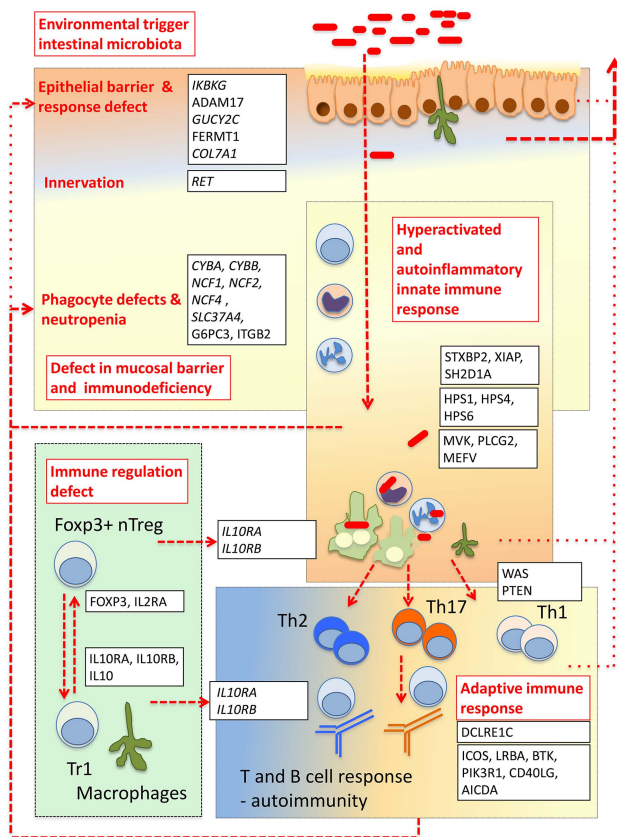 Environmental trigger
intestinal microbiota
Epithelial barrier &
response defect
IKBKG
ADAM17
GUCY2C
FERMT1
COL7A1
Innervation
RET
Hyperactivated
and
autoinflammatory
innate immune
response
Phagocyte defects &
neutropenia
CYBA, CYBB,
NCF1, NCF2,
NCF4 ,
SLC37A4,
G6PC3, ITGB2
Defect in mucosal barrier
and immunodeficiency
STXBP2, XIAP,
SH2D1A
HPS1, HPS4,
HPS6
MVK, PLCG2,
MEFV
Immune regulation
defect
Foxp3+ nTreg
IL10RA
IL10RB
FOXP3, IL2RA
IL10RA, IL10RB,
IL10
Tr1
Macrophages
IL10RA
IL10RB
WAS
PTEN
Th2
Th17
Th1
Adaptive immune
response
DCLRE1C
ICOS, LRBA, BTK,
PIK3R1, CD40LG,
AICDA
T and B cell response
- autoimmunity